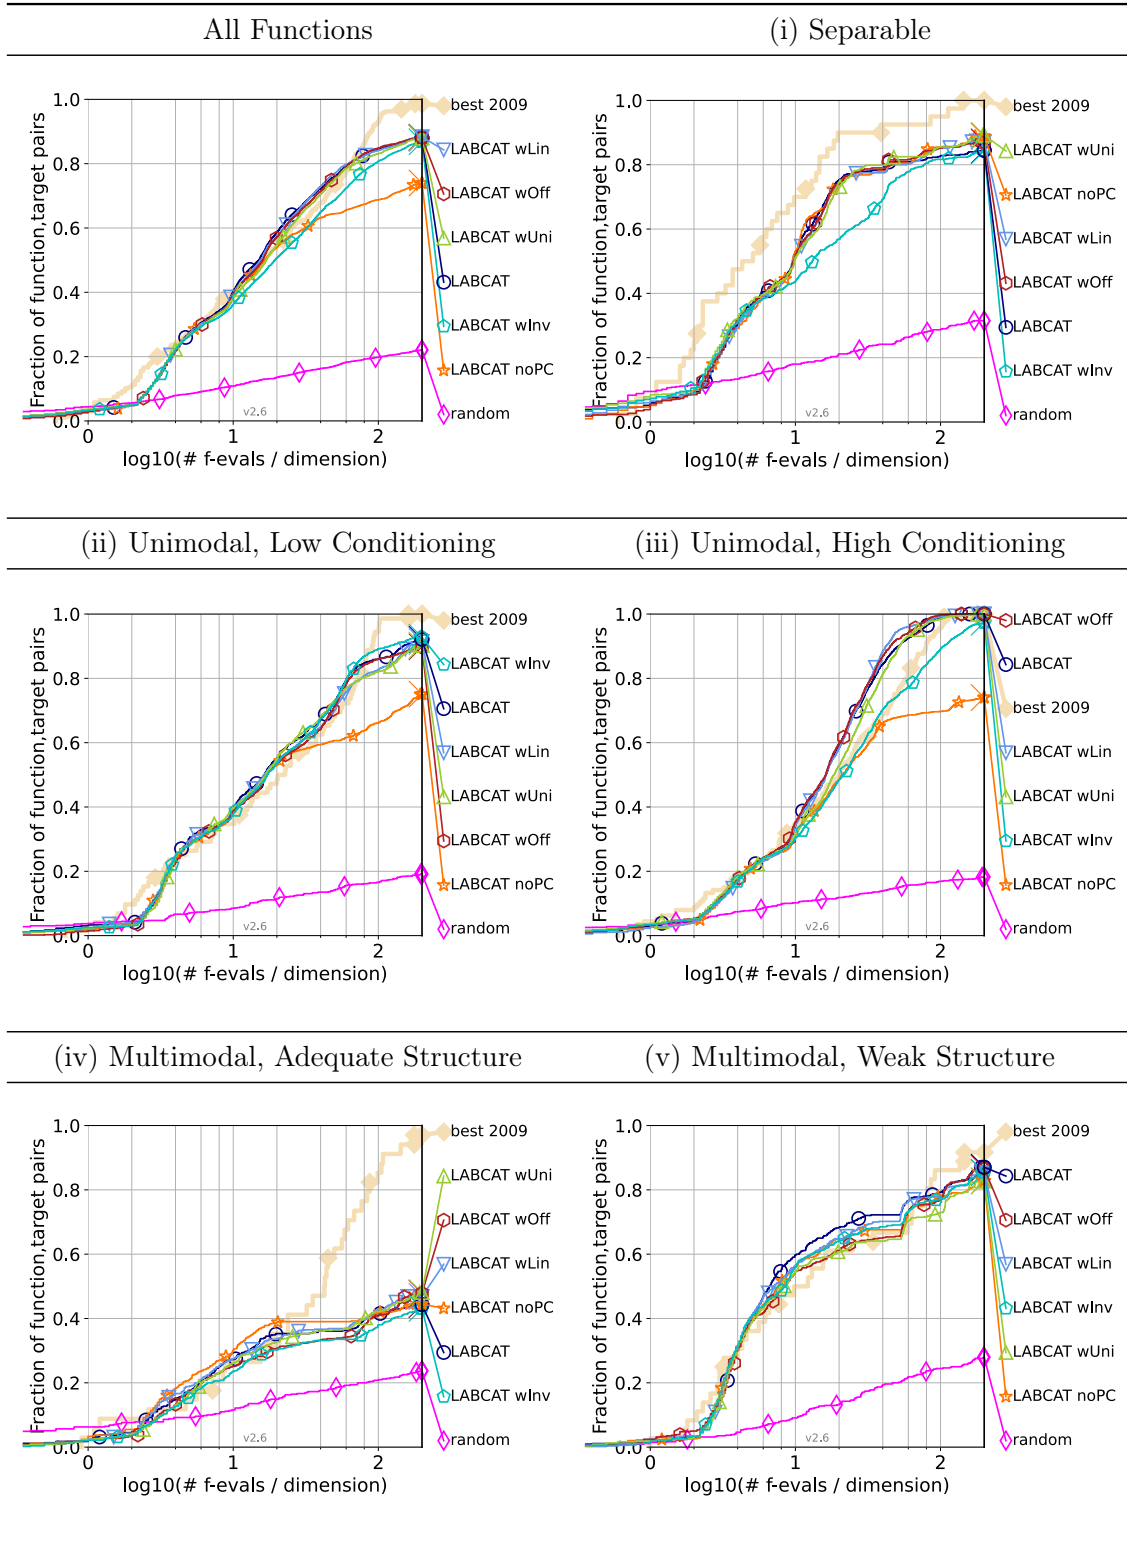 All Functions
(i) Separable
Fraction of function,target pairs
1.0
0.8
0.6
0.4
0.2
0.0
0
1
2
log10(# f-evals / dimension)
v2.6
best 2009
LABCAT wLin
LABCAT wOff
LABCAT wUni
LABCAT
LABCAT wInv
LABCAT noPC
random
Fraction of function,target pairs
1.0
0.8
0.6
0.4
0.2
0.0
0
1
2
log10(# f-evals / dimension)
v2.6
best 2009
LABCAT wUni
LABCAT noPC
LABCAT wLin
LABCAT wOff
LABCAT
LABCAT wInv
random
(ii) Unimodal, Low Conditioning
(iii) Unimodal, High Conditioning
Fraction of function,target pairs
1.0
0.8
0.6
0.4
0.2
0.0
0
1
2
log10(# f-evals / dimension)
v2.6
best 2009
LABCAT wInv
LABCAT
LABCAT wLin
LABCAT wUni
LABCAT wOff
LABCAT noPC
random
Fraction of function,target pairs
1.0
0.8
0.6
0.4
0.2
0.0
0
1
2
log10(# f-evals / dimension)
v2.6
LABCAT wOff
LABCAT
best 2009
LABCAT wLin
LABCAT wUni
LABCAT wInv
LABCAT noPC
random
(iv) Multimodal, Adequate Structure
(v) Multimodal, Weak Structure
Fraction of function,target pairs
1.0
0.8
0.6
0.4
0.2
0.0
0
1
2
log10(# f-evals / dimension)
v2.6
best 2009
LABCAT wUni
LABCAT wOff
LABCAT wLin
LABCAT noPC
LABCAT
LABCAT wInv
random
Fraction of function,target pairs
1.0
0.8
0.6
0.4
0.2
0.0
0
1
2
log10(# f-evals / dimension)
v2.6
best 2009
LABCAT
LABCAT wOff
LABCAT wLin
LABCAT wInv
LABCAT wUni
LABCAT noPC
random